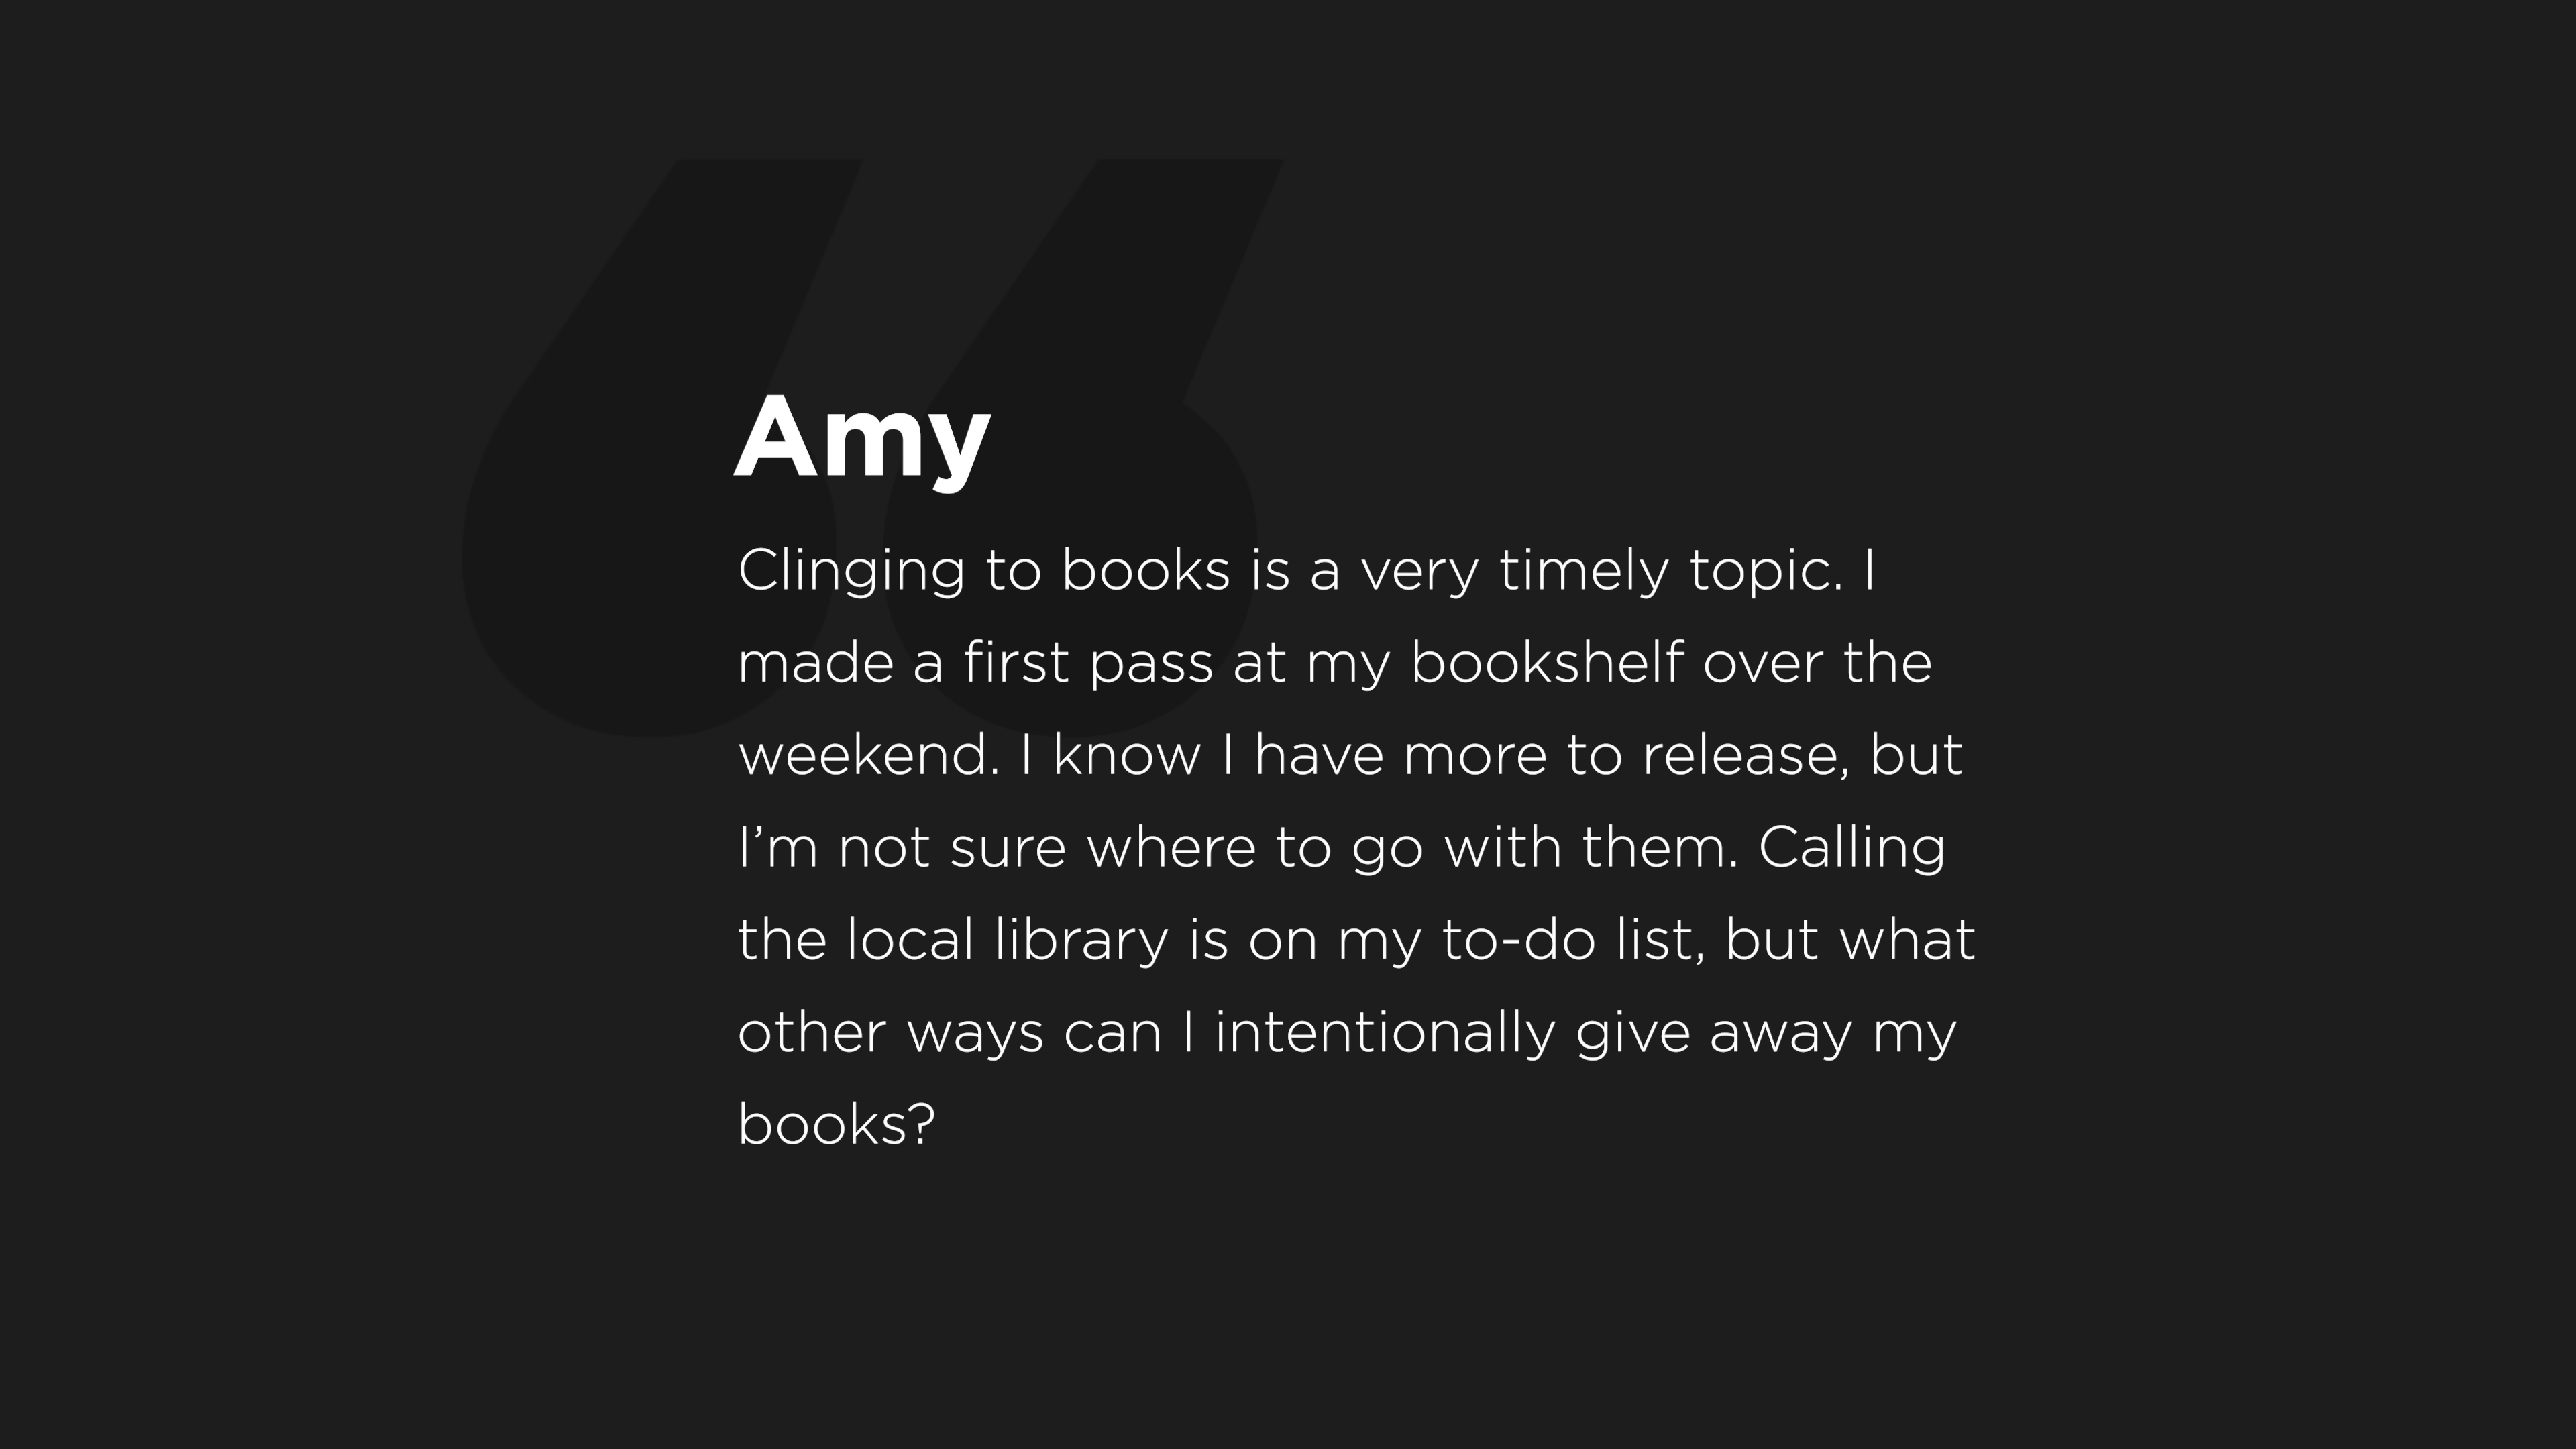 Amy
Clinging to books is a very timely topic. I
made a first pass at my bookshelf over the
weekend. I know I have more to release, but
I’m not sure where to go with them. Calling
the local library is on my to-do list, but what
other ways can I intentionally give away my
books?